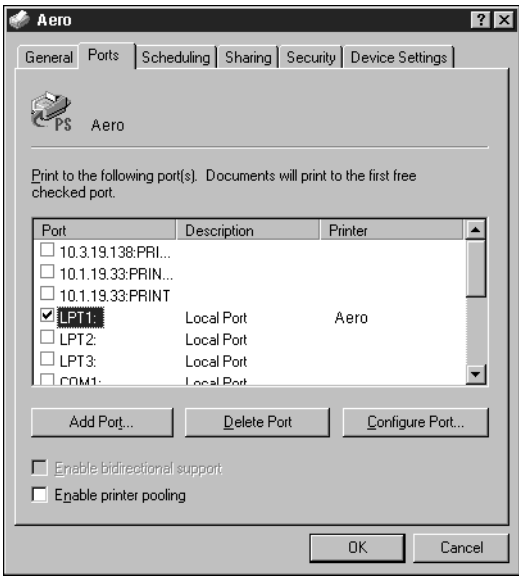 Aero
General Ports Scheduling Sharing Security Device Settings
PS Aero
Print to the following port(s). Documents will print to the first free
checked port.
Port Description Printer
10.3.19.138:PRI...
10.1.19.33:PRIN...
10.1.19.33:PRINT
LPT1: Local Port Aero
LPT2: Local Port
LPT3: Local Port
COM1: Local Port
Add Port... Delete Port Configure Port...
Enable bidirectional support
Enable printer pooling
OK Cancel